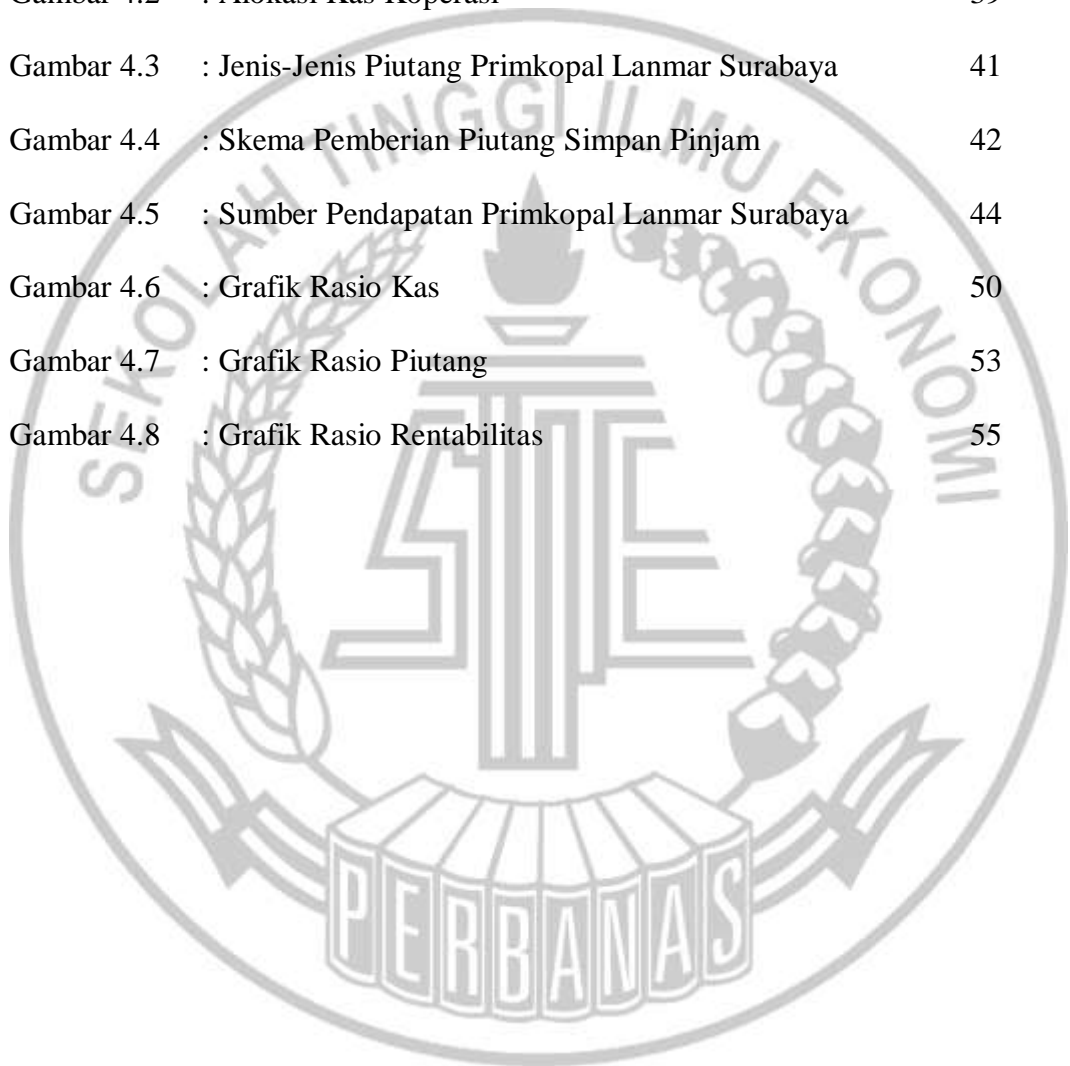 Gambar 4.2 : Alokasi Kas Koperasi 39
Gambar 4.3 : Jenis-Jenis Piutang Primkopal Lanmar Surabaya 41
Gambar 4.4 : Skema Pemberian Piutang Simpan Pinjam 42
Gambar 4.5 : Sumber Pendapatan Primkopal Lanmar Surabaya 44
Gambar 4.6 : Grafik Rasio Kas 50
Gambar 4.7 : Grafik Rasio Piutang 53
Gambar 4.8 : Grafik Rasio Rentabilitas 55
SEKOLAH TINGGI ILMU EKONOMI
STIE
PERBANAS